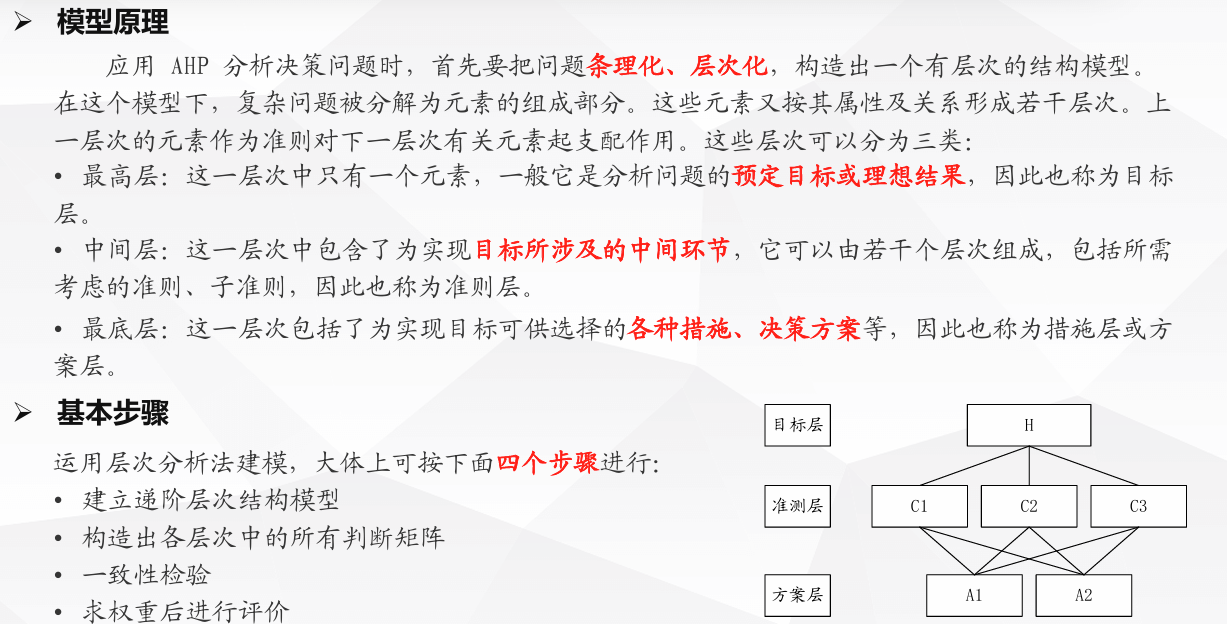 ➢ 模型原理
应用 AHP 分析决策问题时，首先要把问题条理化、层次化，构造出一个有层次的结构模型。
在这个模型下，复杂问题被分解为元素的组成部分。这些元素又按其属性及关系形成若干层次。上
一层次的元素作为准则对下一层次有关元素起支配作用。这些层次可以分为三类：
• 最高层：这一层次中只有一个元素，一般它是分析问题的预定目标或理想结果，因此也称为目标
层。
• 中间层：这一层次中包含了为实现目标所涉及的中间环节，它可以由若干个层次组成，包括所需
考虑的准则、子准则，因此也称为准则层。
• 最底层：这一层次包括了为实现目标可供选择的各种措施、决策方案等，因此也称为措施层或方
案层。
➢ 基本步骤
运用层次分析法建模，大体上可按下面四个步骤进行：
• 建立递阶层次结构模型
• 构造出各层次中的所有判断矩阵
• 一致性检验
• 求权重后进行评价
目标层 H
准测层 C1 C2 C3
方案层 A1 A2